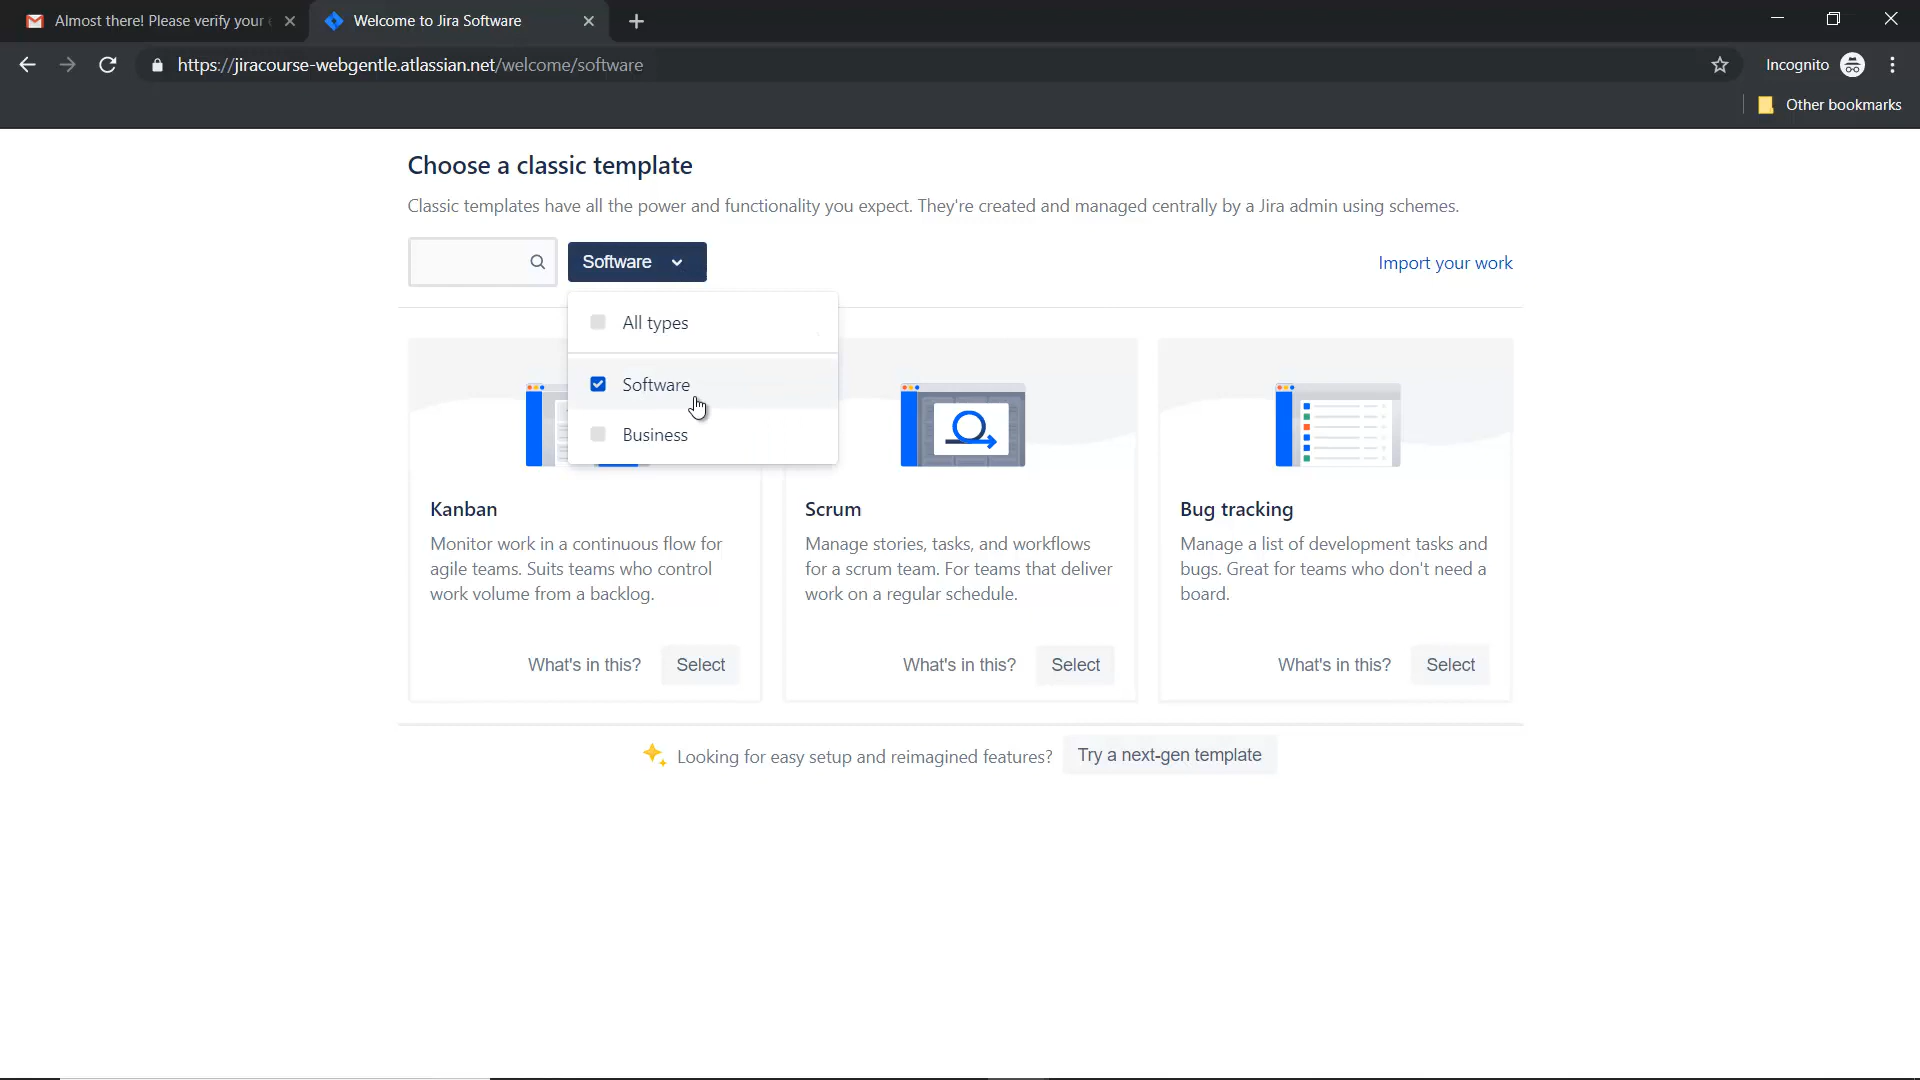 Almost there! Please verify your
Welcome to Jira Software
https://jiracourse-webgentle.atlassian.net/welcome/software
Incognito
Other bookmarks
Choose a classic template
Classic templates have all the power and functionality you expect. They're created and managed centrally by a Jira admin using schemes.
Software
Import your work
All types
Software
Business
Kanban
Monitor work in a continuous flow for
agile teams. Suits teams who control
work volume from a backlog.
What's in this? Select
Scrum
Manage stories, tasks, and workflows
for a scrum team. For teams that deliver
work on a regular schedule.
What's in this? Select
Bug tracking
Manage a list of development tasks and
bugs. Great for teams who don't need a
board.
What's in this? Select
Looking for easy setup and reimagined features? Try a next-gen template